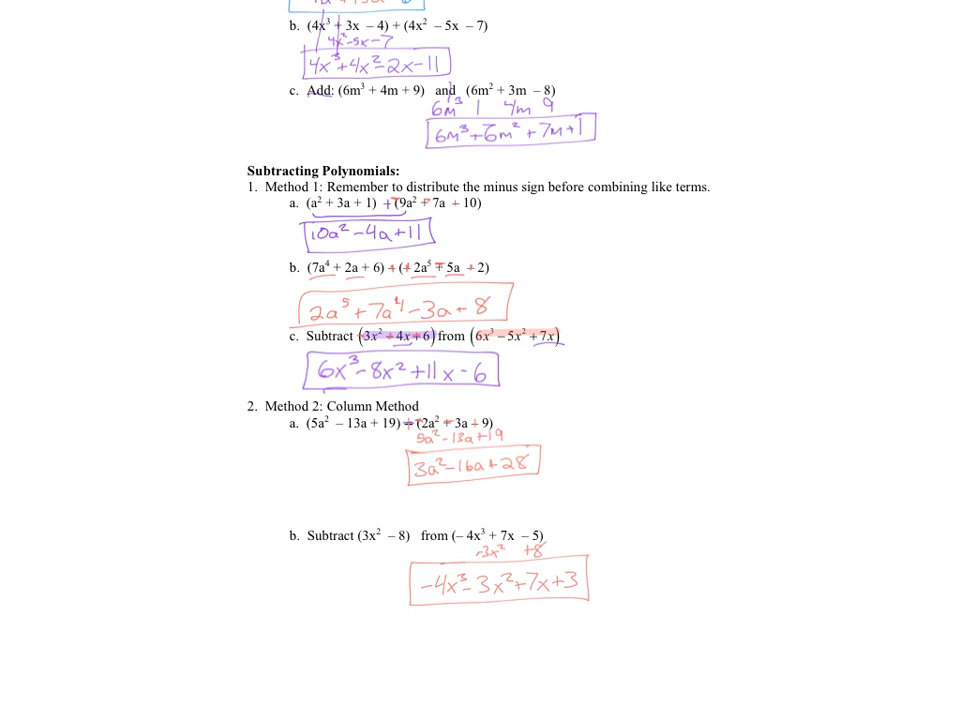 b. (4x³ + 3x – 4) + (4x² – 5x – 7)
4x²-5x-7
4x³+4x²-2x-11
c. Add: (6m³ + 4m + 9) and (6m² + 3m – 8)
6m³ 4m 9
6m³+6m²+7m+1
Subtracting Polynomials:
1. Method 1: Remember to distribute the minus sign before combining like terms.
a. (a² + 3a + 1) +(9a² - 7a + 10)
10a²-4a+11
b. (7a⁴ + 2a + 6) + (+ 2a⁵ - 5a + 2)
2a⁵+7a⁴-3a+8
c. Subtract (3x² - 4x + 6) from (6x³ – 5x² + 7x)
6x³-8x²+11x-6
2. Method 2: Column Method
a. (5a² – 13a + 19) + (2a² - 3a + 9)
5a²-13a+19
3a²-16a+28
b. Subtract (3x² – 8) from (– 4x³ + 7x – 5)
-3x² +8
-4x³-3x²+7x+3